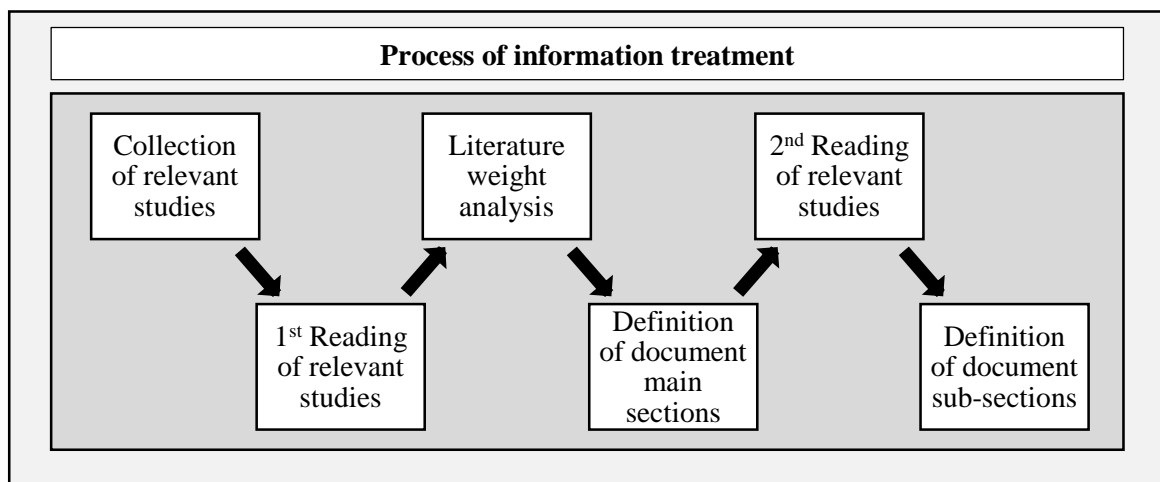 Process of information treatment
Collection
of relevant
studies
1st Reading
of relevant
studies
Literature
weight
analysis
Definition
of document
main
sections
2nd Reading
of relevant
studies
Definition
of document
sub-sections